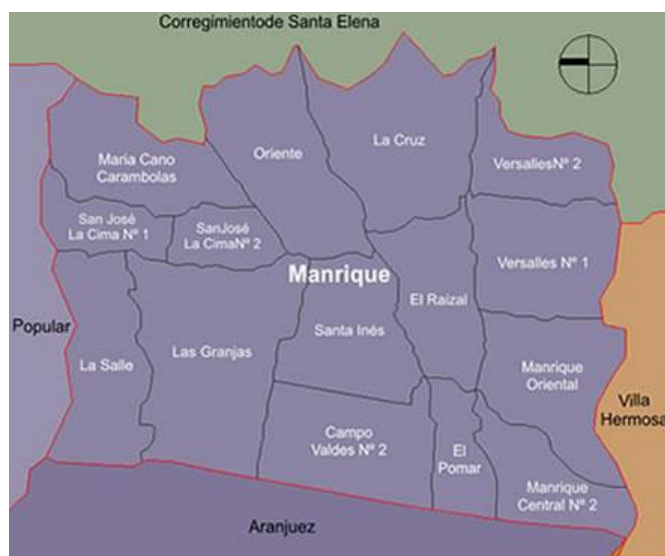 Corregimientode Santa Elena
Maria Cano
Carambolas
Oriente
La Cruz
VersallesNº 2
San José
La Cima Nº 1
SanJosé
La CimaNº 2
Manrique
Versalles Nº 1
El Raizal
Popular
La Salle
Las Granjas
Santa Inés
Manrique
Oriental
Villa
Hermosa
Campo
Valdes Nº 2
El
Pomar
Manrique
Central Nº 2
Aranjuez